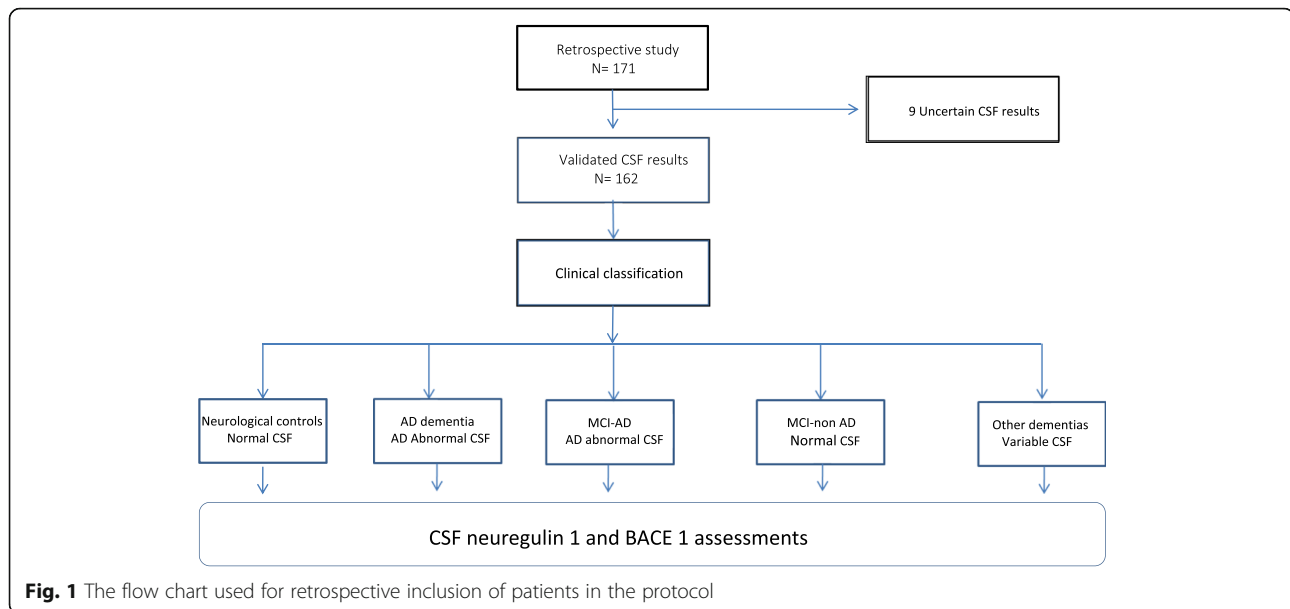 Retrospective study
N= 171
9 Uncertain CSF results
Validated CSF results
N= 162
Clinical classification
Neurological controls
Normal CSF
AD dementia
AD Abnormal CSF
MCI-AD
AD abnormal CSF
MCI-non AD
Normal CSF
Other dementias
Variable CSF
CSF neuregulin 1 and BACE 1 assessments
Fig. 1 The flow chart used for retrospective inclusion of patients in the protocol